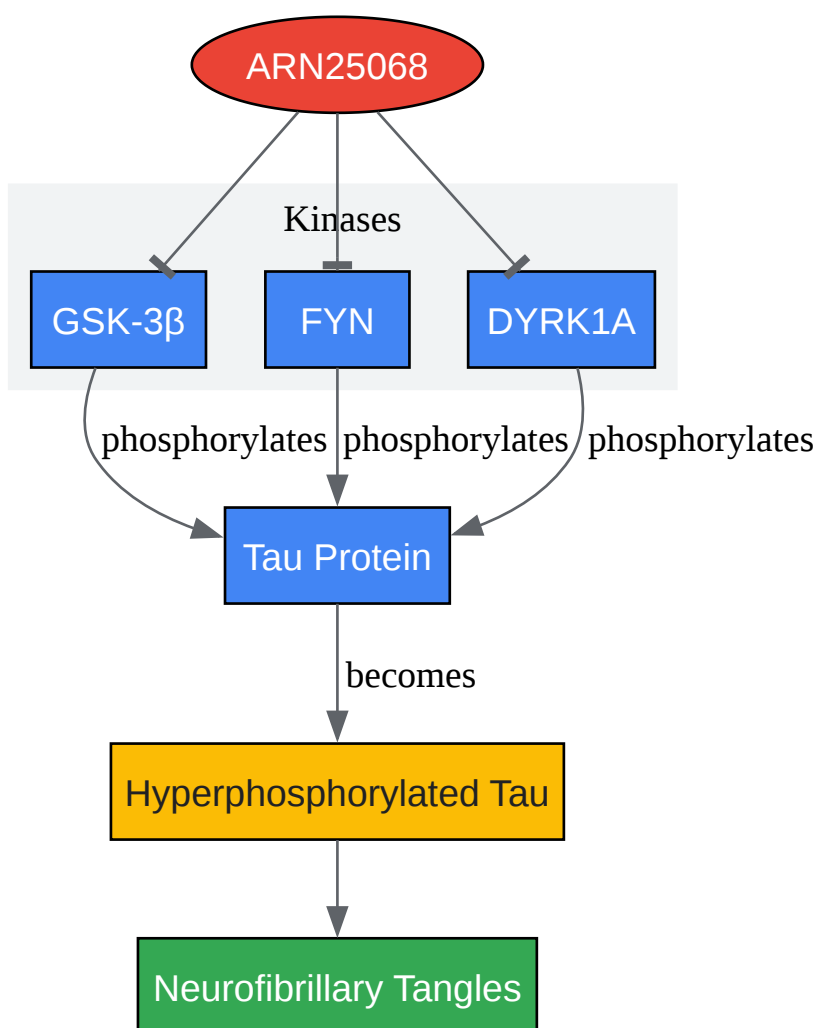 ARN25068
Kinases
GSK-3β
FYN
DYRK1A
phosphorylates
phosphorylates
phosphorylates
Tau Protein
becomes
Hyperphosphorylated Tau
Neurofibrillary Tangles